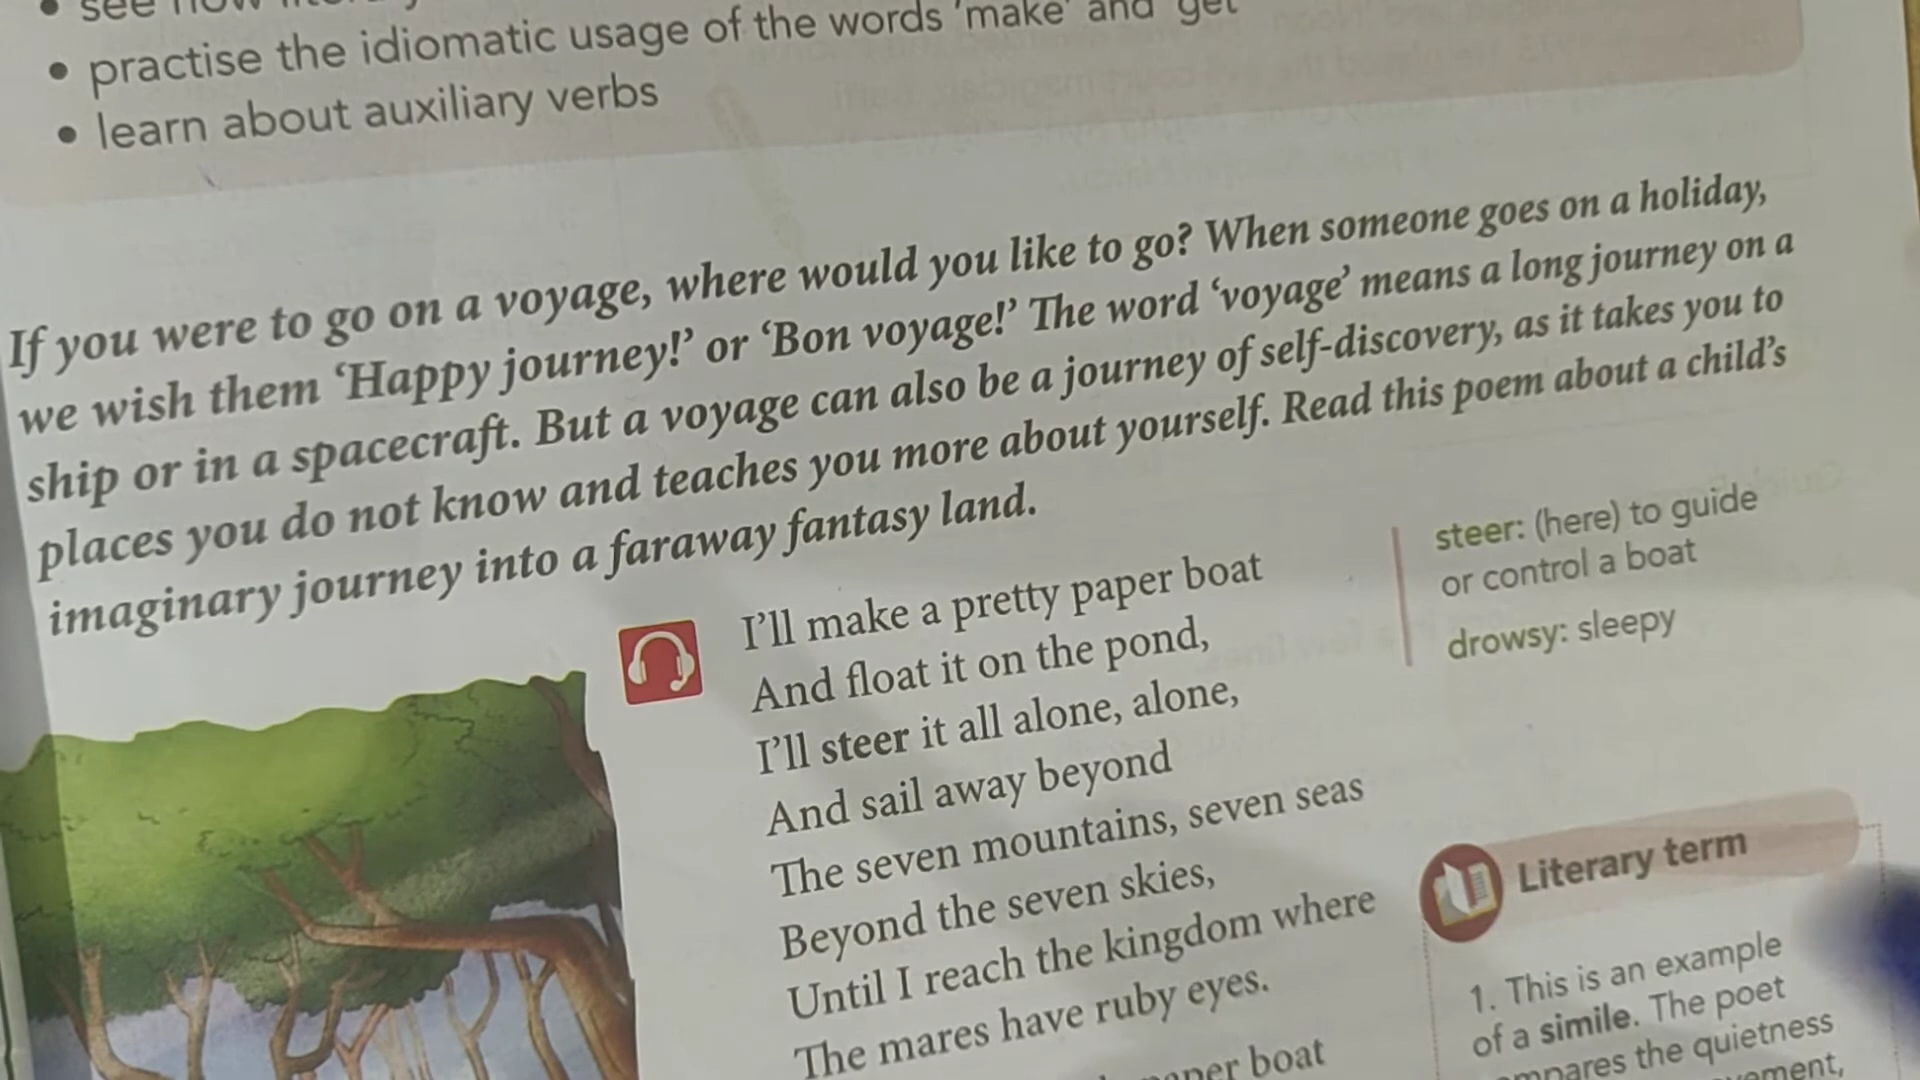 • see how
• practise the idiomatic usage of the words 'make' and 'get'
• learn about auxiliary verbs
If you were to go on a voyage, where would you like to go? When someone goes on a holiday,
we wish them 'Happy journey!' or 'Bon voyage!' The word 'voyage' means a long journey on a
ship or in a spacecraft. But a voyage can also be a journey of self-discovery, as it takes you to
places you do not know and teaches you more about yourself. Read this poem about a child's
imaginary journey into a faraway fantasy land.
I'll make a pretty paper boat
And float it on the pond,
I'll steer it all alone, alone,
And sail away beyond
The seven mountains, seven seas
Beyond the seven skies,
Until I reach the kingdom where
The mares have ruby eyes.
paper boat
steer: (here) to guide
or control a boat
drowsy: sleepy
Literary term
1. This is an example
of a simile. The poet
the quietness